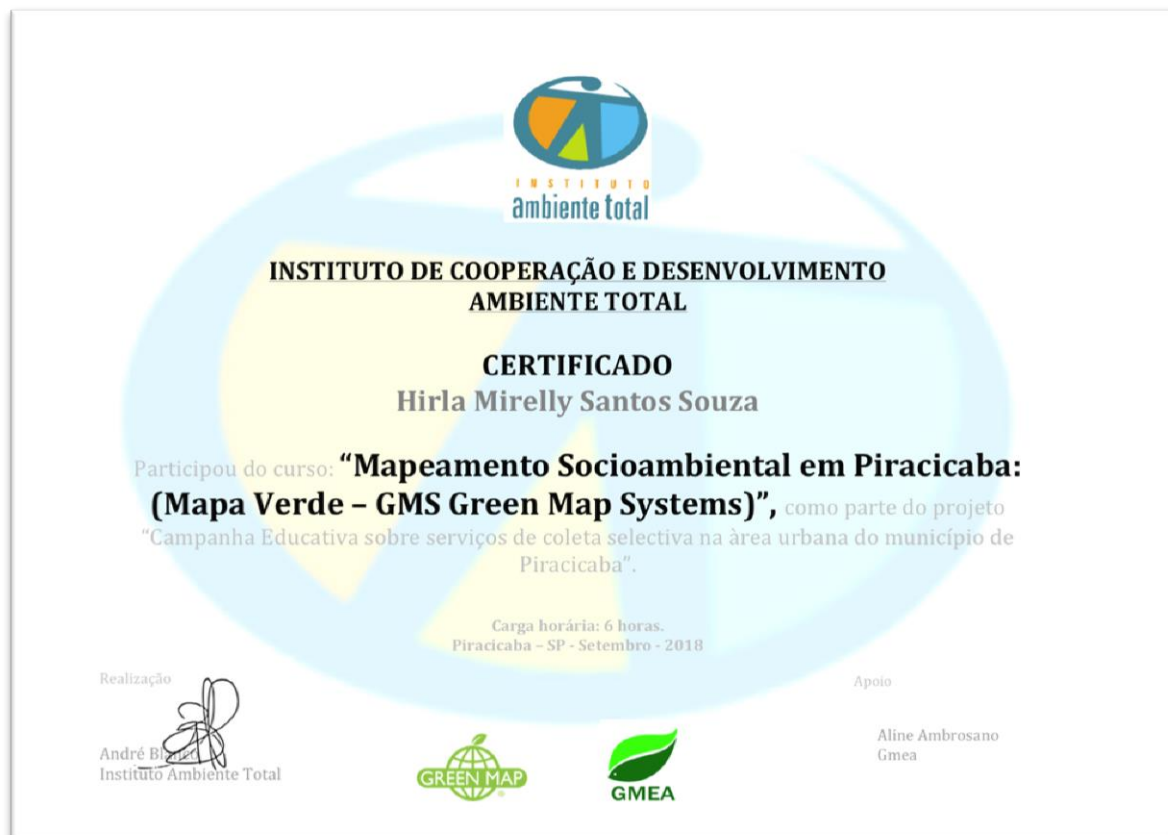 INSTITUTO
ambiente total
INSTITUTO DE COOPERAÇÃO E DESENVOLVIMENTO
AMBIENTE TOTAL
CERTIFICADO
Hirla Mirelly Santos Souza
Participou do curso: “Mapeamento Socioambiental em Piracicaba:
(Mapa Verde – GMS Green Map Systems)”, como parte do projeto
“Campanha Educativa sobre serviços de coleta selectiva na àrea urbana do município de
Piracicaba”.
Carga horária: 6 horas.
Piracicaba – SP - Setembro - 2018
Realização
André
Instituto Ambiente Total
GREEN MAP
GMEA
Apoio
Aline Ambrosano
Gmea